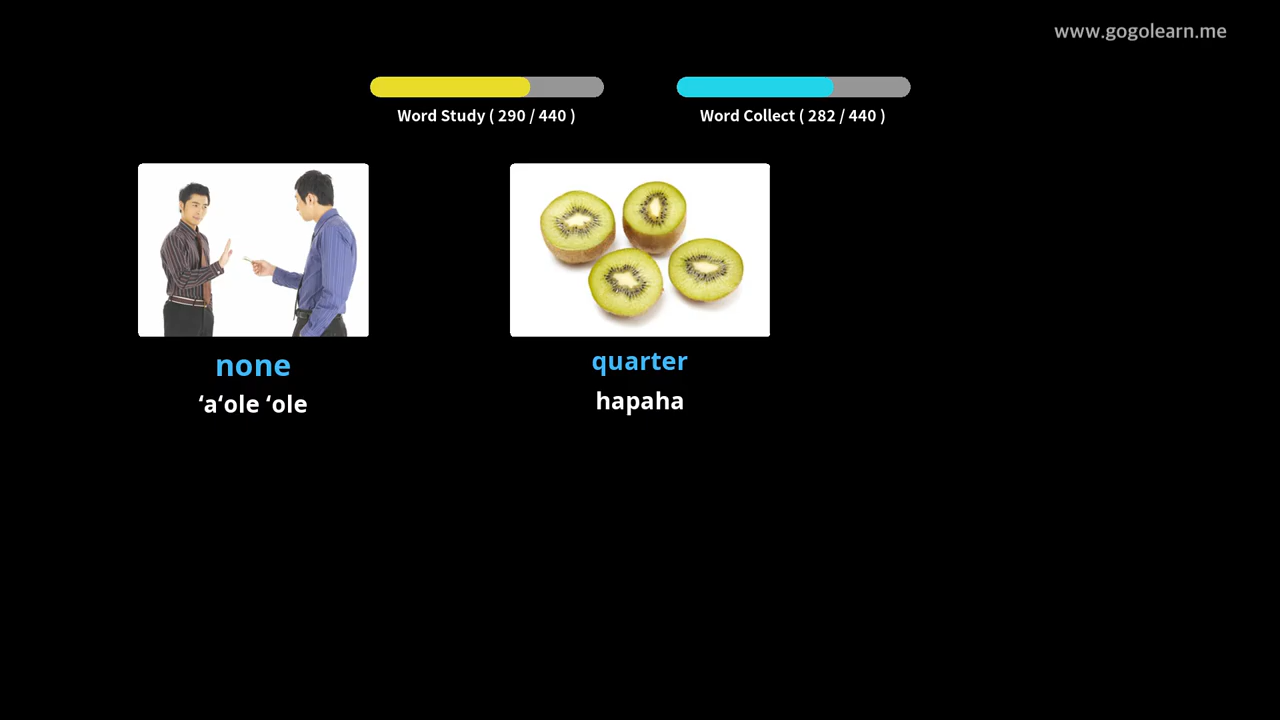 www.gogolearn.me
Word Study ( 290 / 440 )
Word Collect ( 282 / 440 )
none
ʻaʻole ʻole
quarter
hapaha